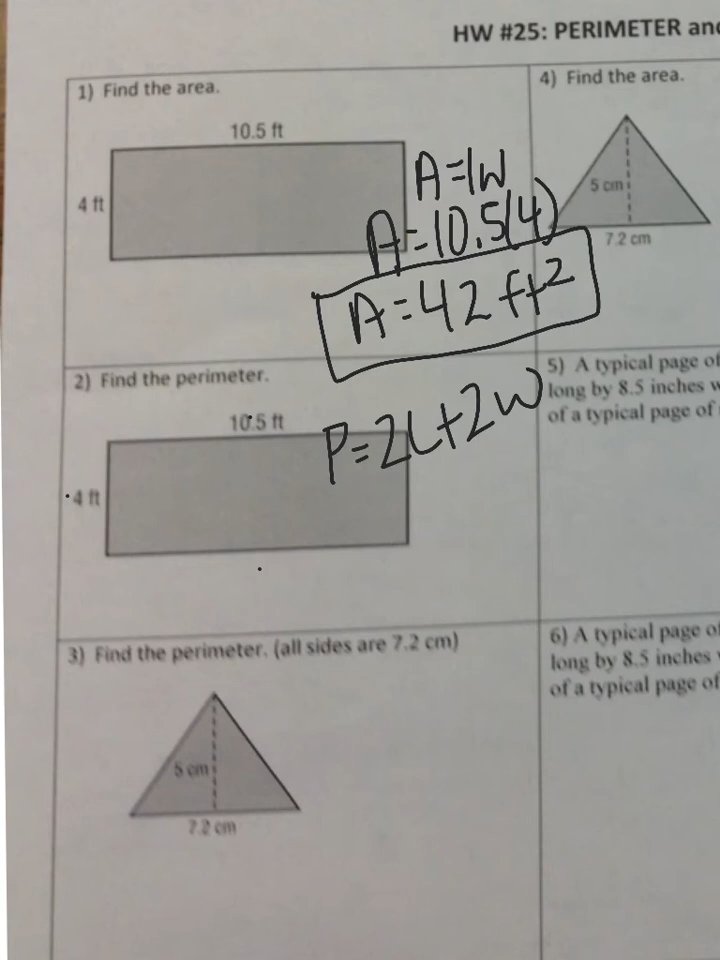 HW #25: PERIMETER and
1) Find the area.
10.5 ft
4 ft
A=lW
A=10.5(4)
A=42 ft²
4) Find the area.
5 cm
7.2 cm
2) Find the perimeter.
10.5 ft
4 ft
P=2L+2W
5) A typical page of
long by 8.5 inches w
of a typical page of
3) Find the perimeter. (all sides are 7.2 cm)
5 cm
7.2 cm
6) A typical page of
long by 8.5 inches
of a typical page of